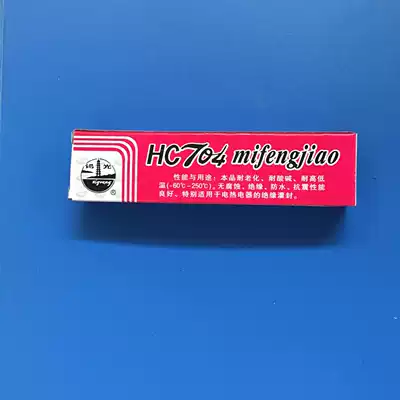 HC704 mifengjiao
性能与用途：本品耐老化、耐酸碱、耐高低
温(-60℃-250℃)，无腐蚀、绝缘、防水、抗震性能
良好、特别适用于电热电器的绝缘灌封。
鸿光
®